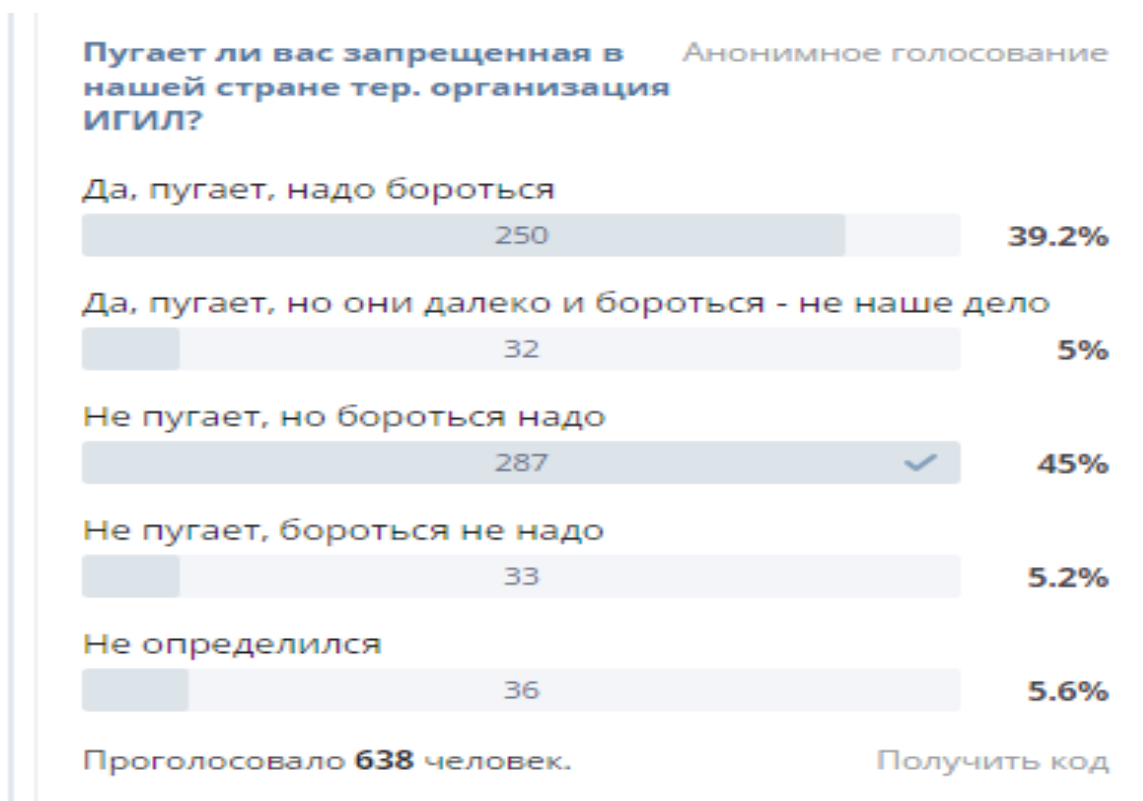 Пугает ли вас запрещенная в
нашей стране тер. организация
ИГИЛ?
Анонимное голосование
Да, пугает, надо бороться
250
39.2%
Да, пугает, но они далеко и бороться - не наше дело
32
5%
Не пугает, но бороться надо
287
45%
Не пугает, бороться не надо
33
5.2%
Не определился
36
5.6%
Проголосовало 638 человек.
Получить код